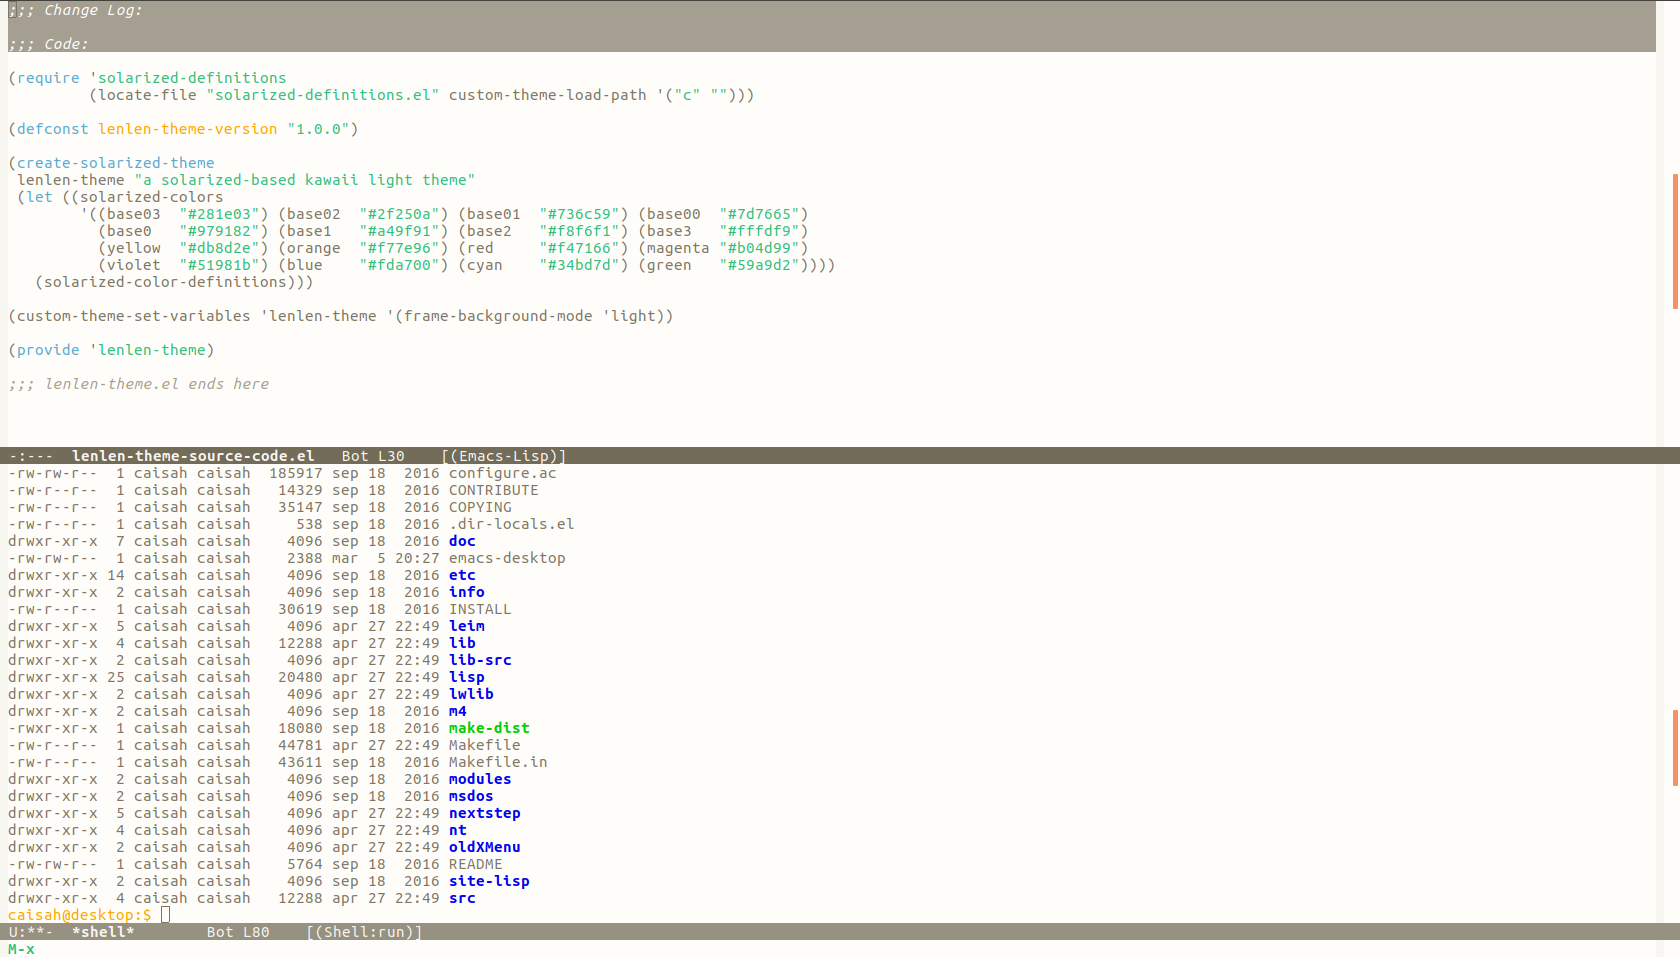 ;;; Change Log:
;;; Code:
(require 'solarized-definitions
         (locate-file "solarized-definitions.el" custom-theme-load-path '("c" "")))
(defconst lenlen-theme-version "1.0.0")
(create-solarized-theme
 lenlen-theme "a solarized-based kawaii light theme"
 (let ((solarized-colors
        '((base03  "#281e03") (base02  "#2f250a") (base01  "#736c59") (base00  "#7d7665")
          (base0   "#979182") (base1   "#a49f91") (base2   "#f8f6f1") (base3   "#fffdf9")
          (yellow  "#db8d2e") (orange  "#f77e96") (red     "#f47166") (magenta "#b04d99")
          (violet  "#51981b") (blue    "#fda700") (cyan    "#34bd7d") (green   "#59a9d2"))))
   (solarized-color-definitions)))
(custom-theme-set-variables 'lenlen-theme '(frame-background-mode 'light))
(provide 'lenlen-theme)
;;; lenlen-theme.el ends here
-:---  lenlen-theme-source-code.el   Bot L30    [(Emacs-Lisp)]
-rw-rw-r--  1 caisah caisah  185917 sep 18  2016 configure.ac
-rw-r--r--  1 caisah caisah   14329 sep 18  2016 CONTRIBUTE
-rw-r--r--  1 caisah caisah   35147 sep 18  2016 COPYING
-rw-r--r--  1 caisah caisah     538 sep 18  2016 .dir-locals.el
drwxr-xr-x  7 caisah caisah    4096 sep 18  2016 doc
-rw-rw-r--  1 caisah caisah    2388 mar  5 20:27 emacs-desktop
drwxr-xr-x 14 caisah caisah    4096 sep 18  2016 etc
drwxr-xr-x  2 caisah caisah    4096 sep 18  2016 info
-rw-r--r--  1 caisah caisah   30619 sep 18  2016 INSTALL
drwxr-xr-x  5 caisah caisah    4096 apr 27 22:49 leim
drwxr-xr-x  4 caisah caisah   12288 apr 27 22:49 lib
drwxr-xr-x  2 caisah caisah    4096 apr 27 22:49 lib-src
drwxr-xr-x 25 caisah caisah   20480 apr 27 22:49 lisp
drwxr-xr-x  2 caisah caisah    4096 apr 27 22:49 lwlib
drwxr-xr-x  2 caisah caisah    4096 sep 18  2016 m4
-rwxr-xr-x  1 caisah caisah   18080 sep 18  2016 make-dist
-rw-r--r--  1 caisah caisah   44781 apr 27 22:49 Makefile
-rw-r--r--  1 caisah caisah   43611 sep 18  2016 Makefile.in
drwxr-xr-x  2 caisah caisah    4096 sep 18  2016 modules
drwxr-xr-x  2 caisah caisah    4096 sep 18  2016 msdos
drwxr-xr-x  5 caisah caisah    4096 apr 27 22:49 nextstep
drwxr-xr-x  4 caisah caisah    4096 apr 27 22:49 nt
drwxr-xr-x  2 caisah caisah    4096 apr 27 22:49 oldXMenu
-rw-rw-r--  1 caisah caisah    5764 sep 18  2016 README
drwxr-xr-x  2 caisah caisah    4096 sep 18  2016 site-lisp
drwxr-xr-x  4 caisah caisah   12288 apr 27 22:49 src
caisah@desktop:$
U:**-  *shell*        Bot L80    [(Shell:run)]
M-x